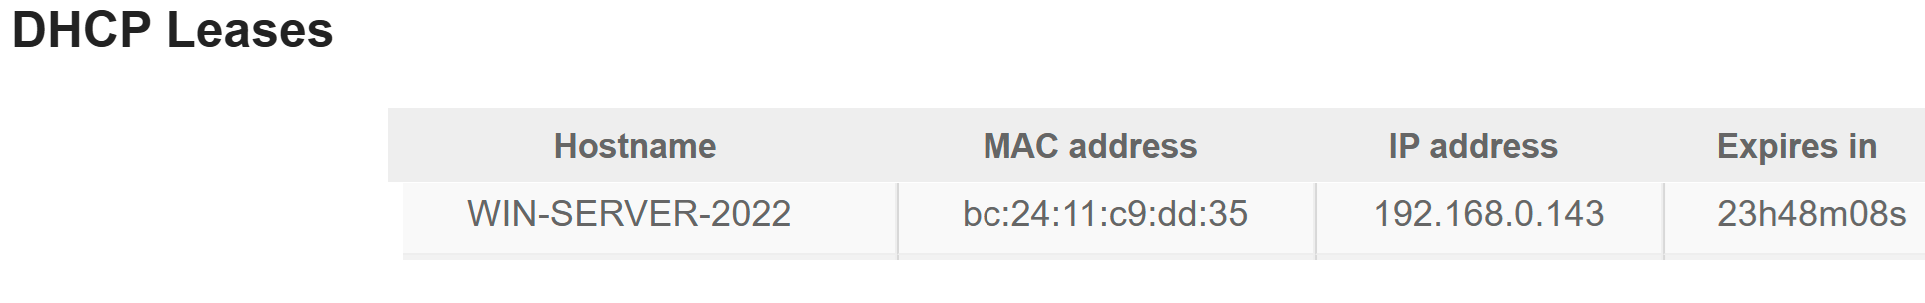 DHCP Leases
Hostname MAC address IP address Expires in
WIN-SERVER-2022 bc:24:11:c9:dd:35 192.168.0.143 23h48m08s